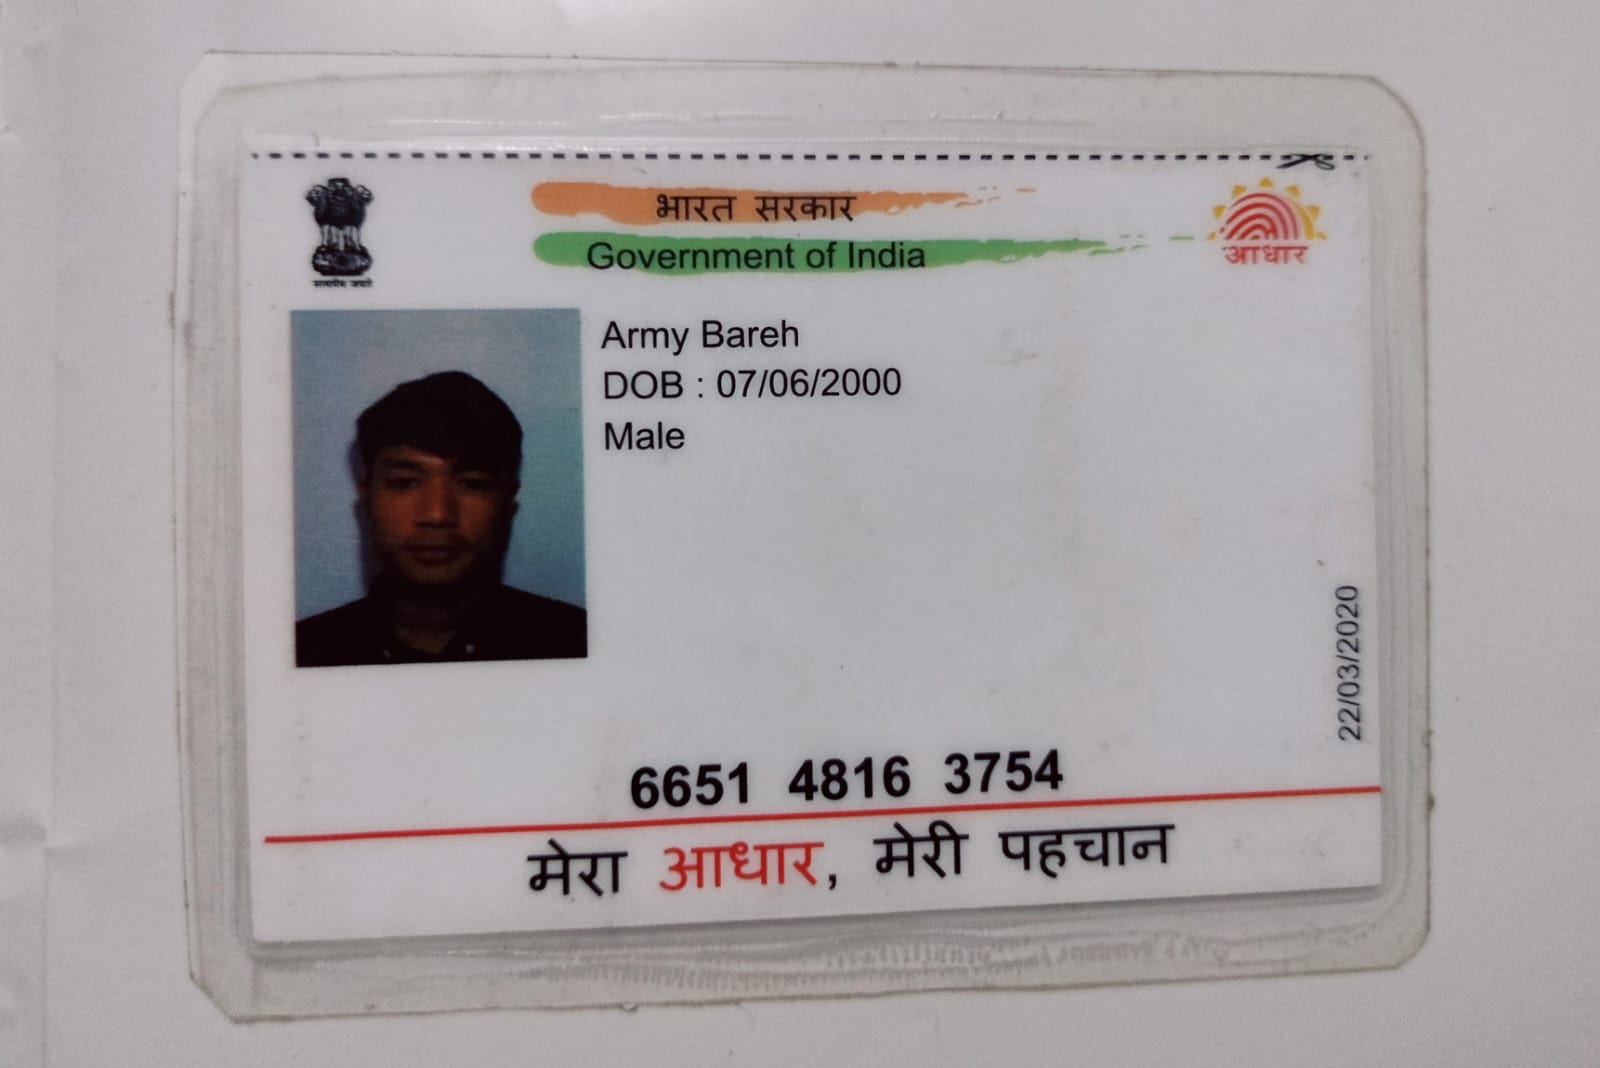 भारत सरकार
Government of India
आधार
सत्यमेव जयते
Army Bareh
DOB : 07/06/2000
Male
22/03/2020
6651 4816 3754
मेरा आधार, मेरी पहचान